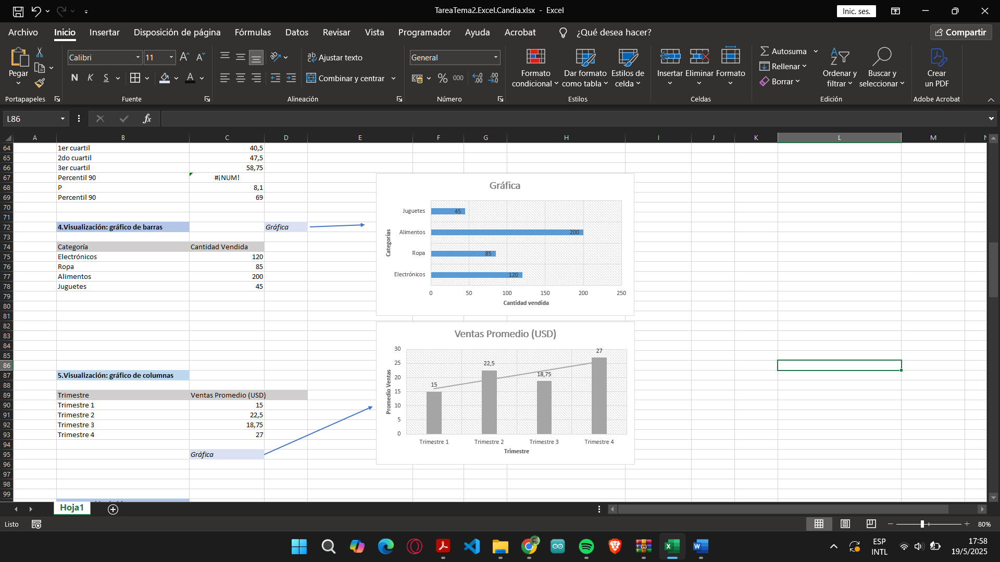 TareaTema2.Excel.Candia.xlsx - Excel
Inic. ses.
Archivo Inicio Insertar Disposición de página Fórmulas Datos Revisar Vista Programador Ayuda Acrobat ¿Qué desea hacer? Compartir
Pegar
Portapapeles
Calibri 11
N K S
Fuente
Ajustar texto
Combinar y centrar
Alineación
General
% 000
Número
Formato condicional
Dar formato como tabla
Estilos de celda
Estilos
Insertar Eliminar Formato
Celdas
Autosuma
Rellenar
Borrar
Ordenar y filtrar
Buscar y seleccionar
Edición
Crear un PDF
Adobe Acrobat
L86
fx
A B C D E F G H I J K L M N
64 1er cuartil 40,5
65 2do cuartil 47,5
66 3er cuartil 58,75
67 Percentil 90 #¡NUM!
68 P 8,1
69 Percentil 90 69
70
71
72 4.Visualización: gráfico de barras Gráfica
73
74 Categoría Cantidad Vendida
75 Electrónicos 120
76 Ropa 85
77 Alimentos 200
78 Juguetes 45
79
80
81
82
83
84
85
86
87 5.Visualización: gráfico de columnas
88
89 Trimestre Ventas Promedio (USD)
90 Trimestre 1 15
91 Trimestre 2 22,5
92 Trimestre 3 18,75
93 Trimestre 4 27
94
95 Gráfica
96
97
98
99
Gráfica
Categorías
Juguetes 45
Alimentos 200
Ropa 85
Electrónicos 120
0 50 100 150 200 250
Cantidad vendida
Ventas Promedio (USD)
Promedio Ventas
30
25
20
15
10
5
0
15 22,5 18,75 27
Trimestre 1 Trimestre 2 Trimestre 3 Trimestre 4
Trimestre
Hoja1
Listo
80%
ESP
INTL
17:58
19/5/2025